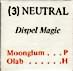 (3) NEUTRAL
Dispel Magic
Moonglum . . . P
Olab . . . . . . H